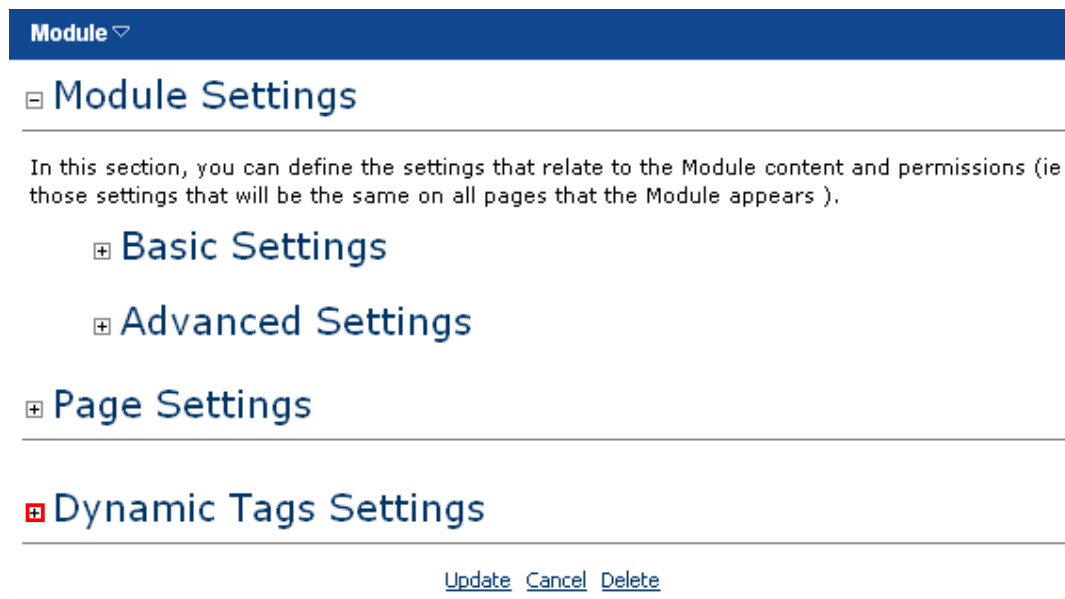 Module
Module Settings
In this section, you can define the settings that relate to the Module content and permissions (ie
those settings that will be the same on all pages that the Module appears ).
Basic Settings
Advanced Settings
Page Settings
Dynamic Tags Settings
Update Cancel Delete